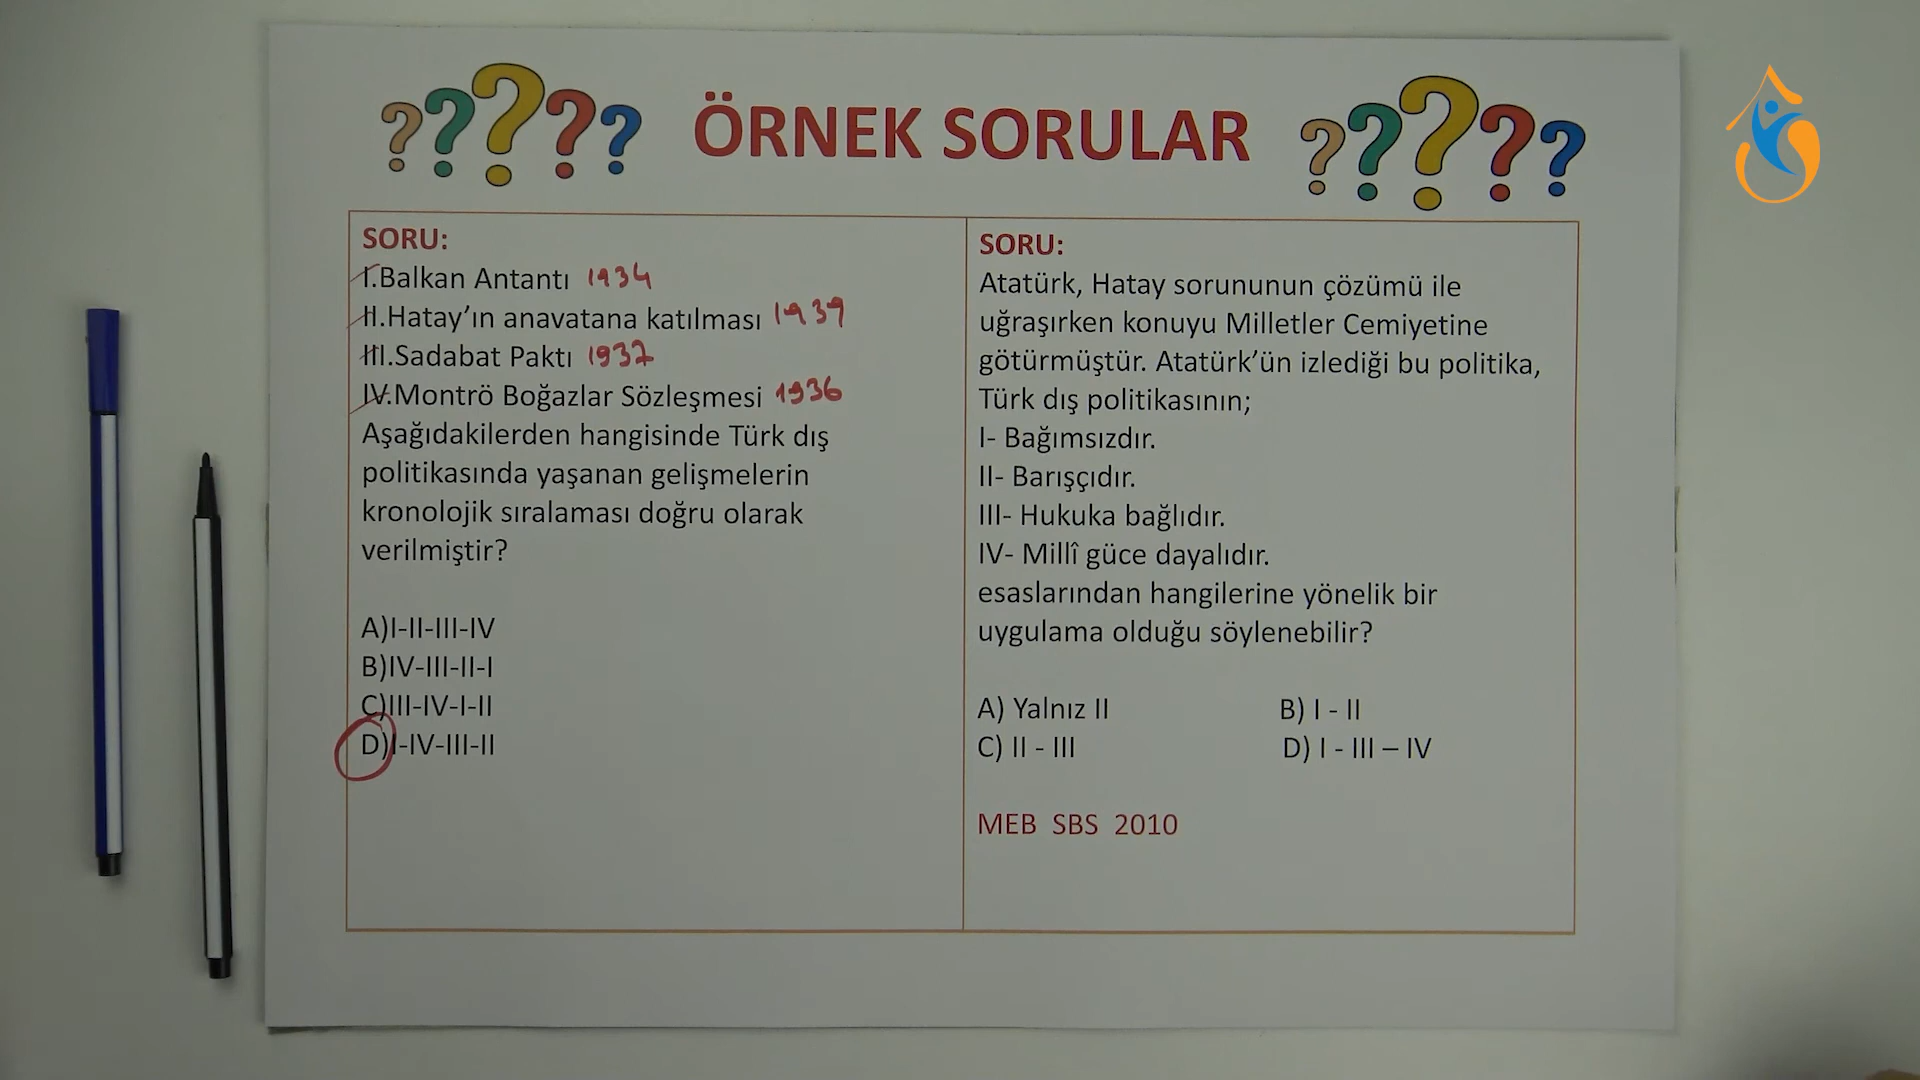 ÖRNEK SORULAR
SORU:
I.Balkan Antantı 1934
II.Hatay’ın anavatana katılması 1939
III.Sadabat Paktı 1937
IV.Montrö Boğazlar Sözleşmesi 1936
Aşağıdakilerden hangisinde Türk dış
politikasında yaşanan gelişmelerin
kronolojik sıralaması doğru olarak
verilmiştir?
A)I-II-III-IV
B)IV-III-II-I
C)III-IV-I-II
D)I-IV-III-II
SORU:
Atatürk, Hatay sorununun çözümü ile
uğraşırken konuyu Milletler Cemiyetine
götürmüştür. Atatürk’ün izlediği bu politika,
Türk dış politikasının;
I- Bağımsızdır.
II- Barışçıdır.
III- Hukuka bağlıdır.
IV- Millî güce dayalıdır.
esaslarından hangilerine yönelik bir
uygulama olduğu söylenebilir?
A) Yalnız II B) I - II
C) II - III D) I - III – IV
MEB SBS 2010